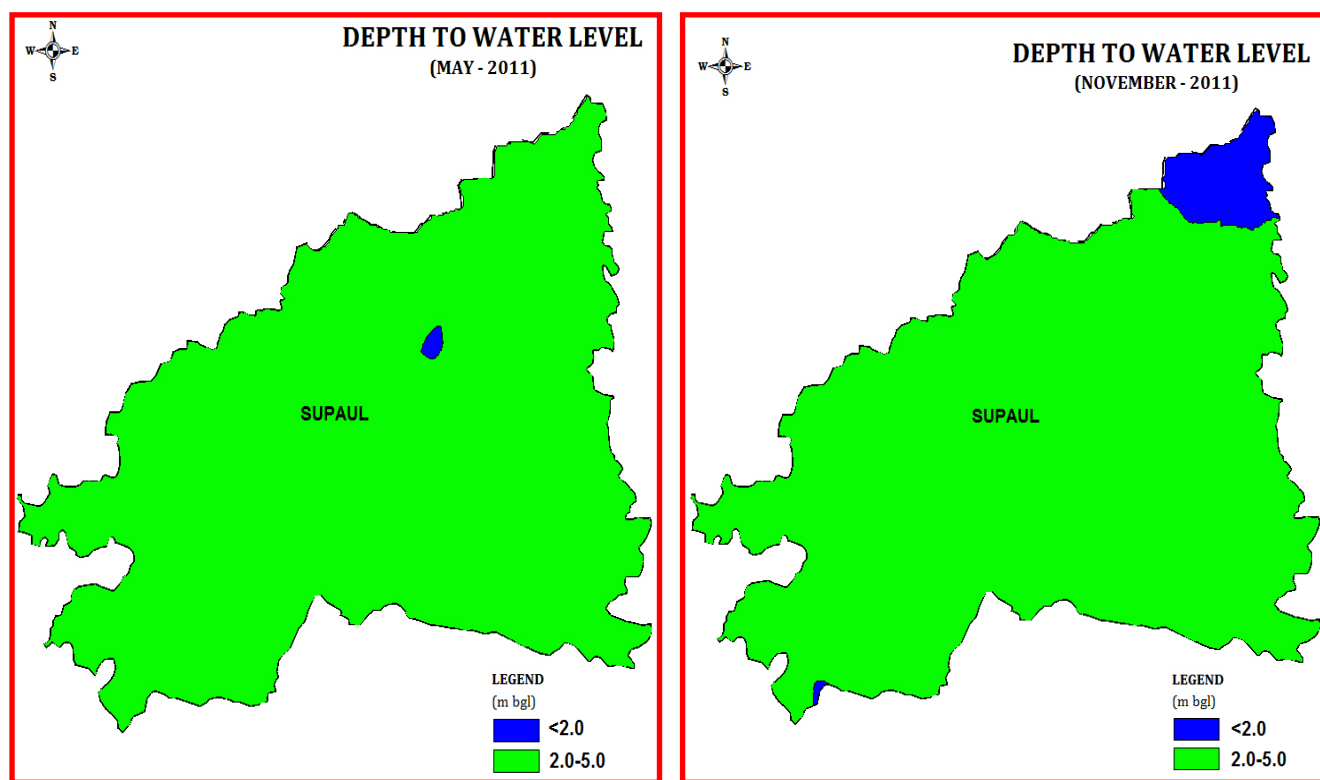 N
W E
S
DEPTH TO WATER LEVEL
(MAY - 2011)
SUPAUL
LEGEND
(m bgl)
<2.0
2.0-5.0
N
W E
S
DEPTH TO WATER LEVEL
(NOVEMBER - 2011)
SUPAUL
LEGEND
(m bgl)
<2.0
2.0-5.0